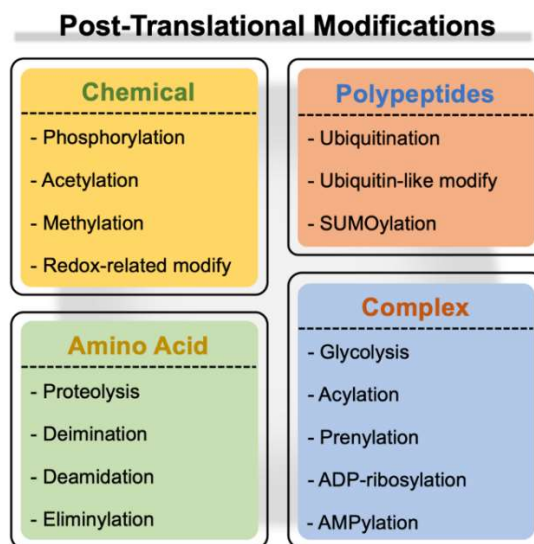 Post-Translational Modifications
Chemical
- Phosphorylation
- Acetylation
- Methylation
- Redox-related modify
Polypeptides
- Ubiquitination
- Ubiquitin-like modify
- SUMOylation
Amino Acid
- Proteolysis
- Deimination
- Deamidation
- Eliminylation
Complex
- Glycolysis
- Acylation
- Prenylation
- ADP-ribosylation
- AMPylation